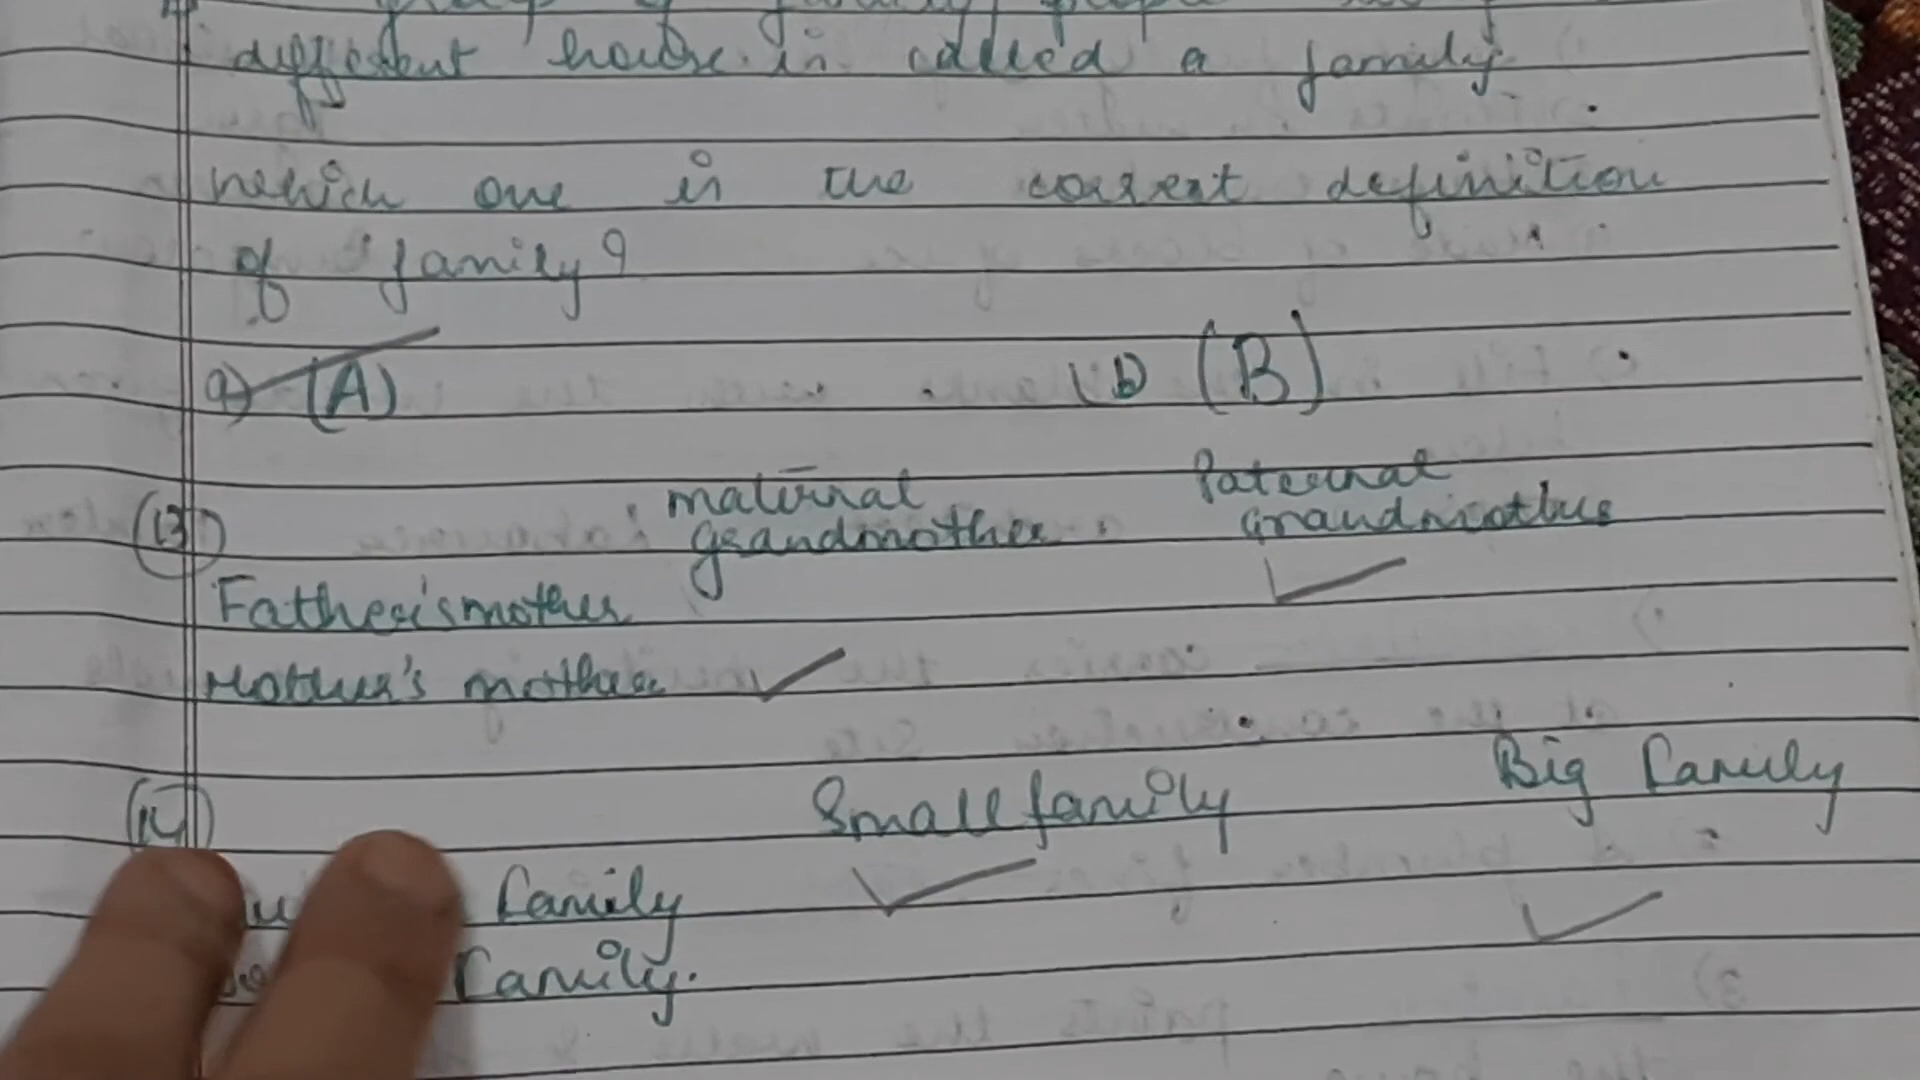 different house is called a family
which one is the correct definition
of family?
a) (A) b) (B)
(13) maternal grandmother Paternal Grandmother
Father's mother
Mother's mother
(14) Small family Big Family
Family
Family.